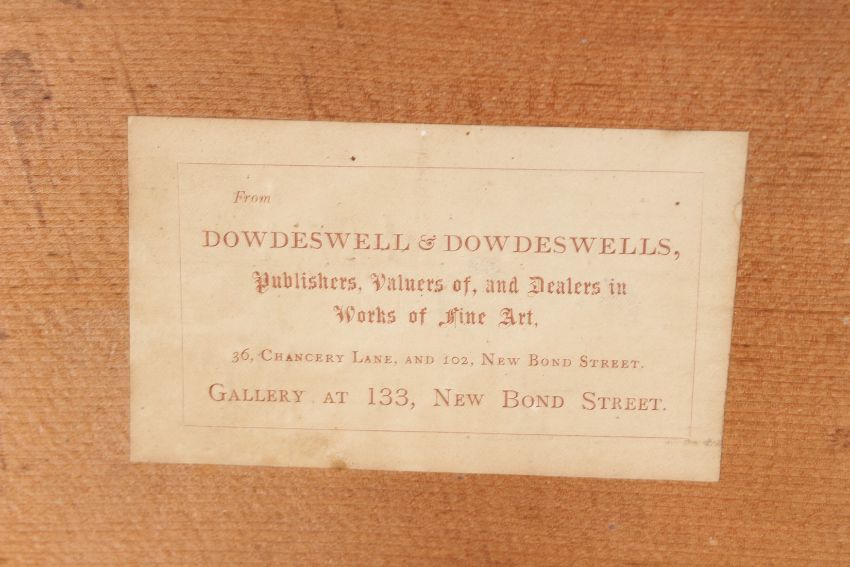 From
DOWDESWELL & DOWDESWELLS,
Publishers, Valuers of, and Dealers in
Works of Fine Art,
36, Chancery Lane, and 102, New Bond Street.
Gallery at 133, New Bond Street.